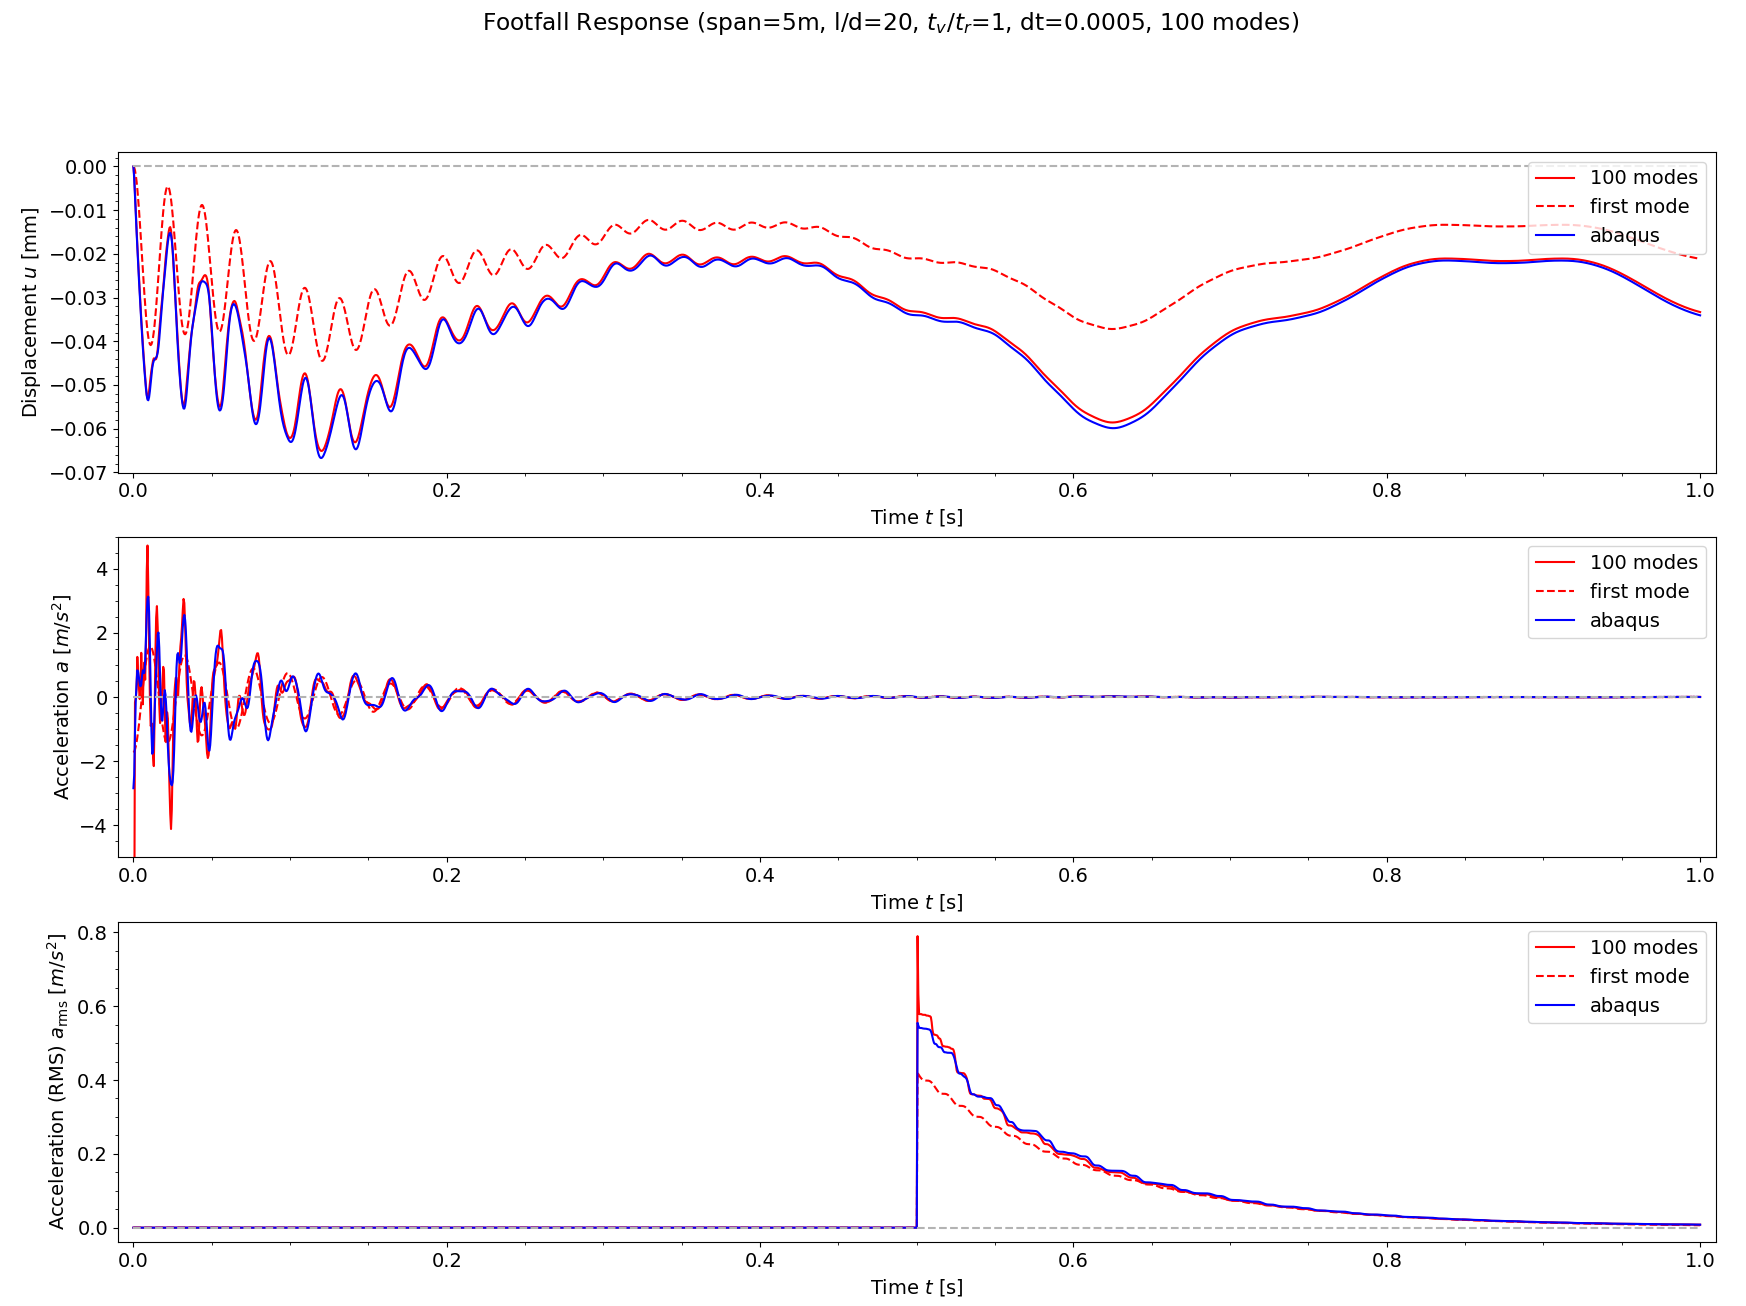 Footfall Response (span=5m, l/d=20, $t_v/t_r$=1, dt=0.0005, 100 modes)
Displacement u [mm]
0.00
−0.01
−0.02
−0.03
−0.04
−0.05
−0.06
−0.07
100 modes
first mode
abaqus
0.0 0.2 0.4 0.6 0.8 1.0
Time t [s]
Acceleration a [m/s²]
4
2
0
−2
−4
100 modes
first mode
abaqus
0.0 0.2 0.4 0.6 0.8 1.0
Time t [s]
Acceleration (RMS) $a_{rms}$ [m/s²]
0.8
0.6
0.4
0.2
0.0
100 modes
first mode
abaqus
0.0 0.2 0.4 0.6 0.8 1.0
Time t [s]